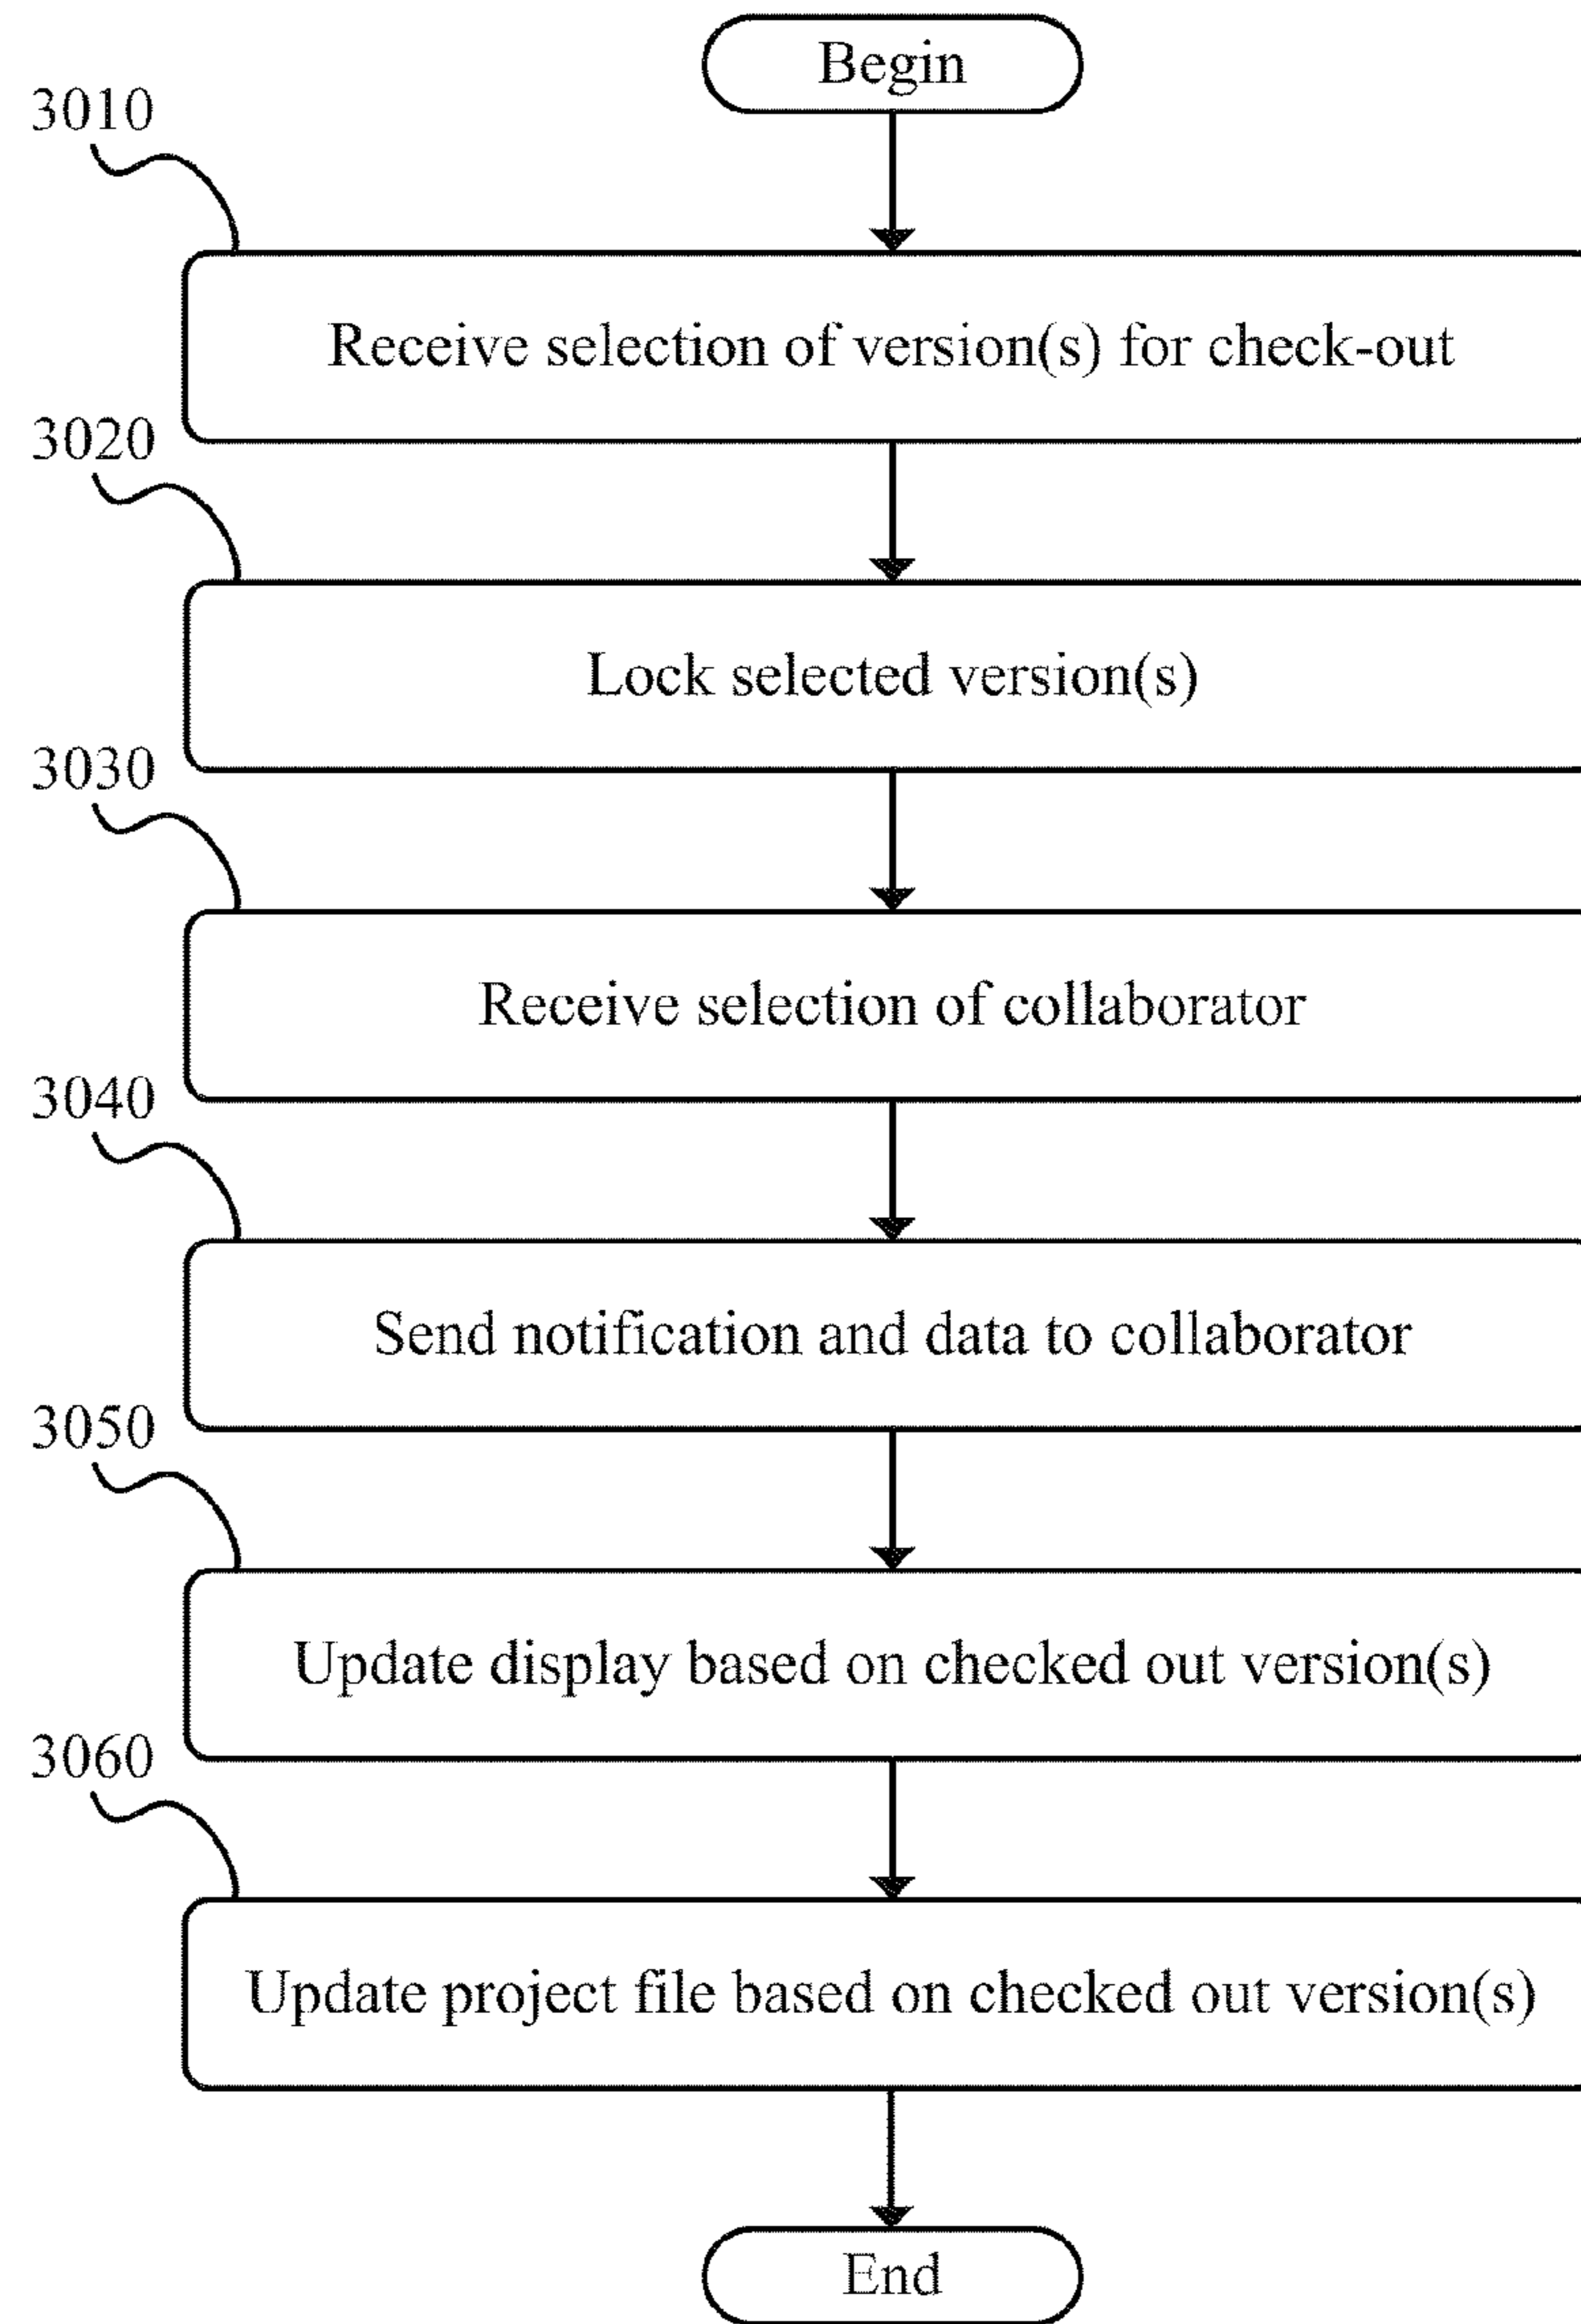 Begin
3010
Receive selection of version(s) for check-out
3020
Lock selected version(s)
3030
Receive selection of collaborator
3040
Send notification and data to collaborator
3050
Update display based on checked out version(s)
3060
Update project file based on checked out version(s)
End